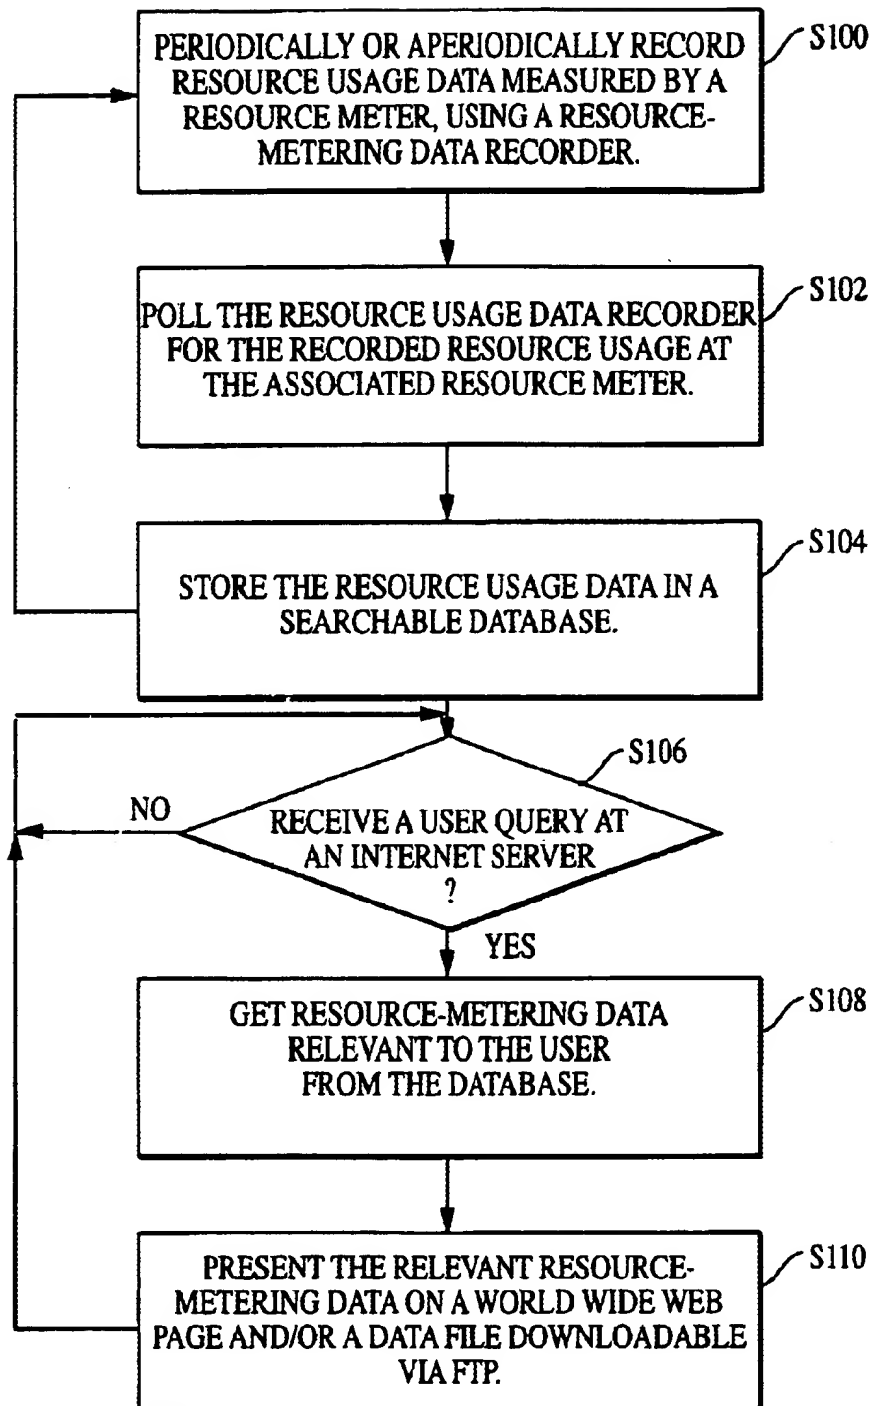 S100
PERIODICALLY OR APERIODICALLY RECORD
RESOURCE USAGE DATA MEASURED BY A
RESOURCE METER, USING A RESOURCE-
METERING DATA RECORDER.
S102
POLL THE RESOURCE USAGE DATA RECORDER
FOR THE RECORDED RESOURCE USAGE AT
THE ASSOCIATED RESOURCE METER.
S104
STORE THE RESOURCE USAGE DATA IN A
SEARCHABLE DATABASE.
S106
NO
RECEIVE A USER QUERY AT
AN INTERNET SERVER
?
YES
S108
GET RESOURCE-METERING DATA
RELEVANT TO THE USER
FROM THE DATABASE.
S110
PRESENT THE RELEVANT RESOURCE-
METERING DATA ON A WORLD WIDE WEB
PAGE AND/OR A DATA FILE DOWNLOADABLE
VIA FTP.